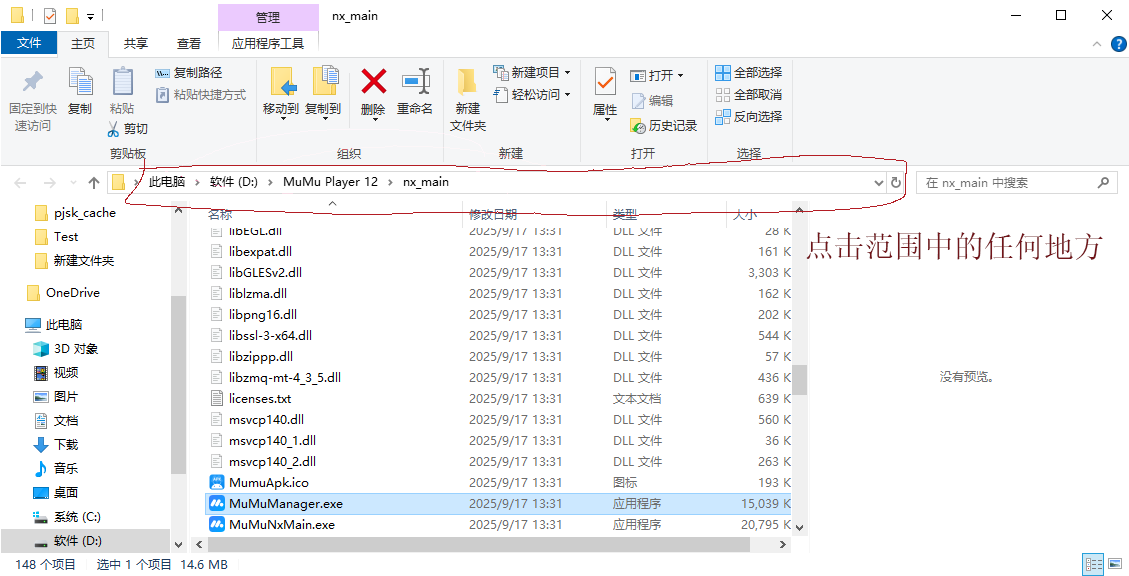 管理
nx_main
文件
主页
共享
查看
应用程序工具
固定到快
速访问
复制
粘贴
复制路径
粘贴快捷方式
剪切
剪贴板
移动到
复制到
删除
重命名
组织
新建
文件夹
新建项目
轻松访问
新建
属性
打开
编辑
历史记录
打开
全部选择
全部取消
反向选择
选择
此电脑 › 软件 (D:) › MuMu Player 12 › nx_main
在 nx_main 中搜索
点击范围中的任何地方
pjsk_cache
Test
新建文件夹
OneDrive
此电脑
3D 对象
视频
图片
文档
下载
音乐
桌面
系统 (C:)
软件 (D:)
名称 修改日期 类型 大小
libEGL.dll 2025/9/17 13:31 DLL 文件 28 K
libexpat.dll 2025/9/17 13:31 DLL 文件 161 K
libGLESv2.dll 2025/9/17 13:31 DLL 文件 3,303 K
liblzma.dll 2025/9/17 13:31 DLL 文件 162 K
libpng16.dll 2025/9/17 13:31 DLL 文件 202 K
libssl-3-x64.dll 2025/9/17 13:31 DLL 文件 544 K
libzippp.dll 2025/9/17 13:31 DLL 文件 57 K
libzmq-mt-4_3_5.dll 2025/9/17 13:31 DLL 文件 436 K
licenses.txt 2025/9/17 13:31 文本文档 639 K
msvcp140.dll 2025/9/17 13:31 DLL 文件 560 K
msvcp140_1.dll 2025/9/17 13:31 DLL 文件 36 K
msvcp140_2.dll 2025/9/17 13:31 DLL 文件 263 K
MumuApk.ico 2025/9/17 13:31 图标 193 K
MuMuManager.exe 2025/9/17 13:31 应用程序 15,039 K
MuMuNxMain.exe 2025/9/17 13:31 应用程序 20,795 K
没有预览。
148 个项目 选中 1 个项目 14.6 MB